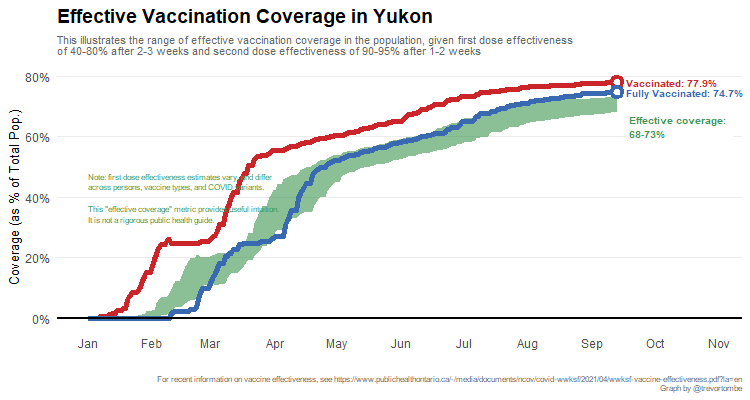 Effective Vaccination Coverage in Yukon
This illustrates the range of effective vaccination coverage in the population, given first dose effectiveness
of 40-80% after 2-3 weeks and second dose effectiveness of 90-95% after 1-2 weeks
Coverage (as % of Total Pop.)
80%
60%
40%
20%
0%
Vaccinated: 77.9%
Fully Vaccinated: 74.7%
Effective coverage:
68-73%
Note: first dose effectiveness estimates vary and differ
across persons, vaccine types, and COVID variants.
This "effective coverage" metric provides useful intuition.
It is not a rigorous public health guide.
Jan Feb Mar Apr May Jun Jul Aug Sep Oct Nov
For recent information on vaccine effectiveness, see https://www.publichealthontario.ca/-/media/documents/ncov/covid-wwksf/2021/04/wwksf-vaccine-effectiveness.pdf?la=en
Graph by @trevortombe